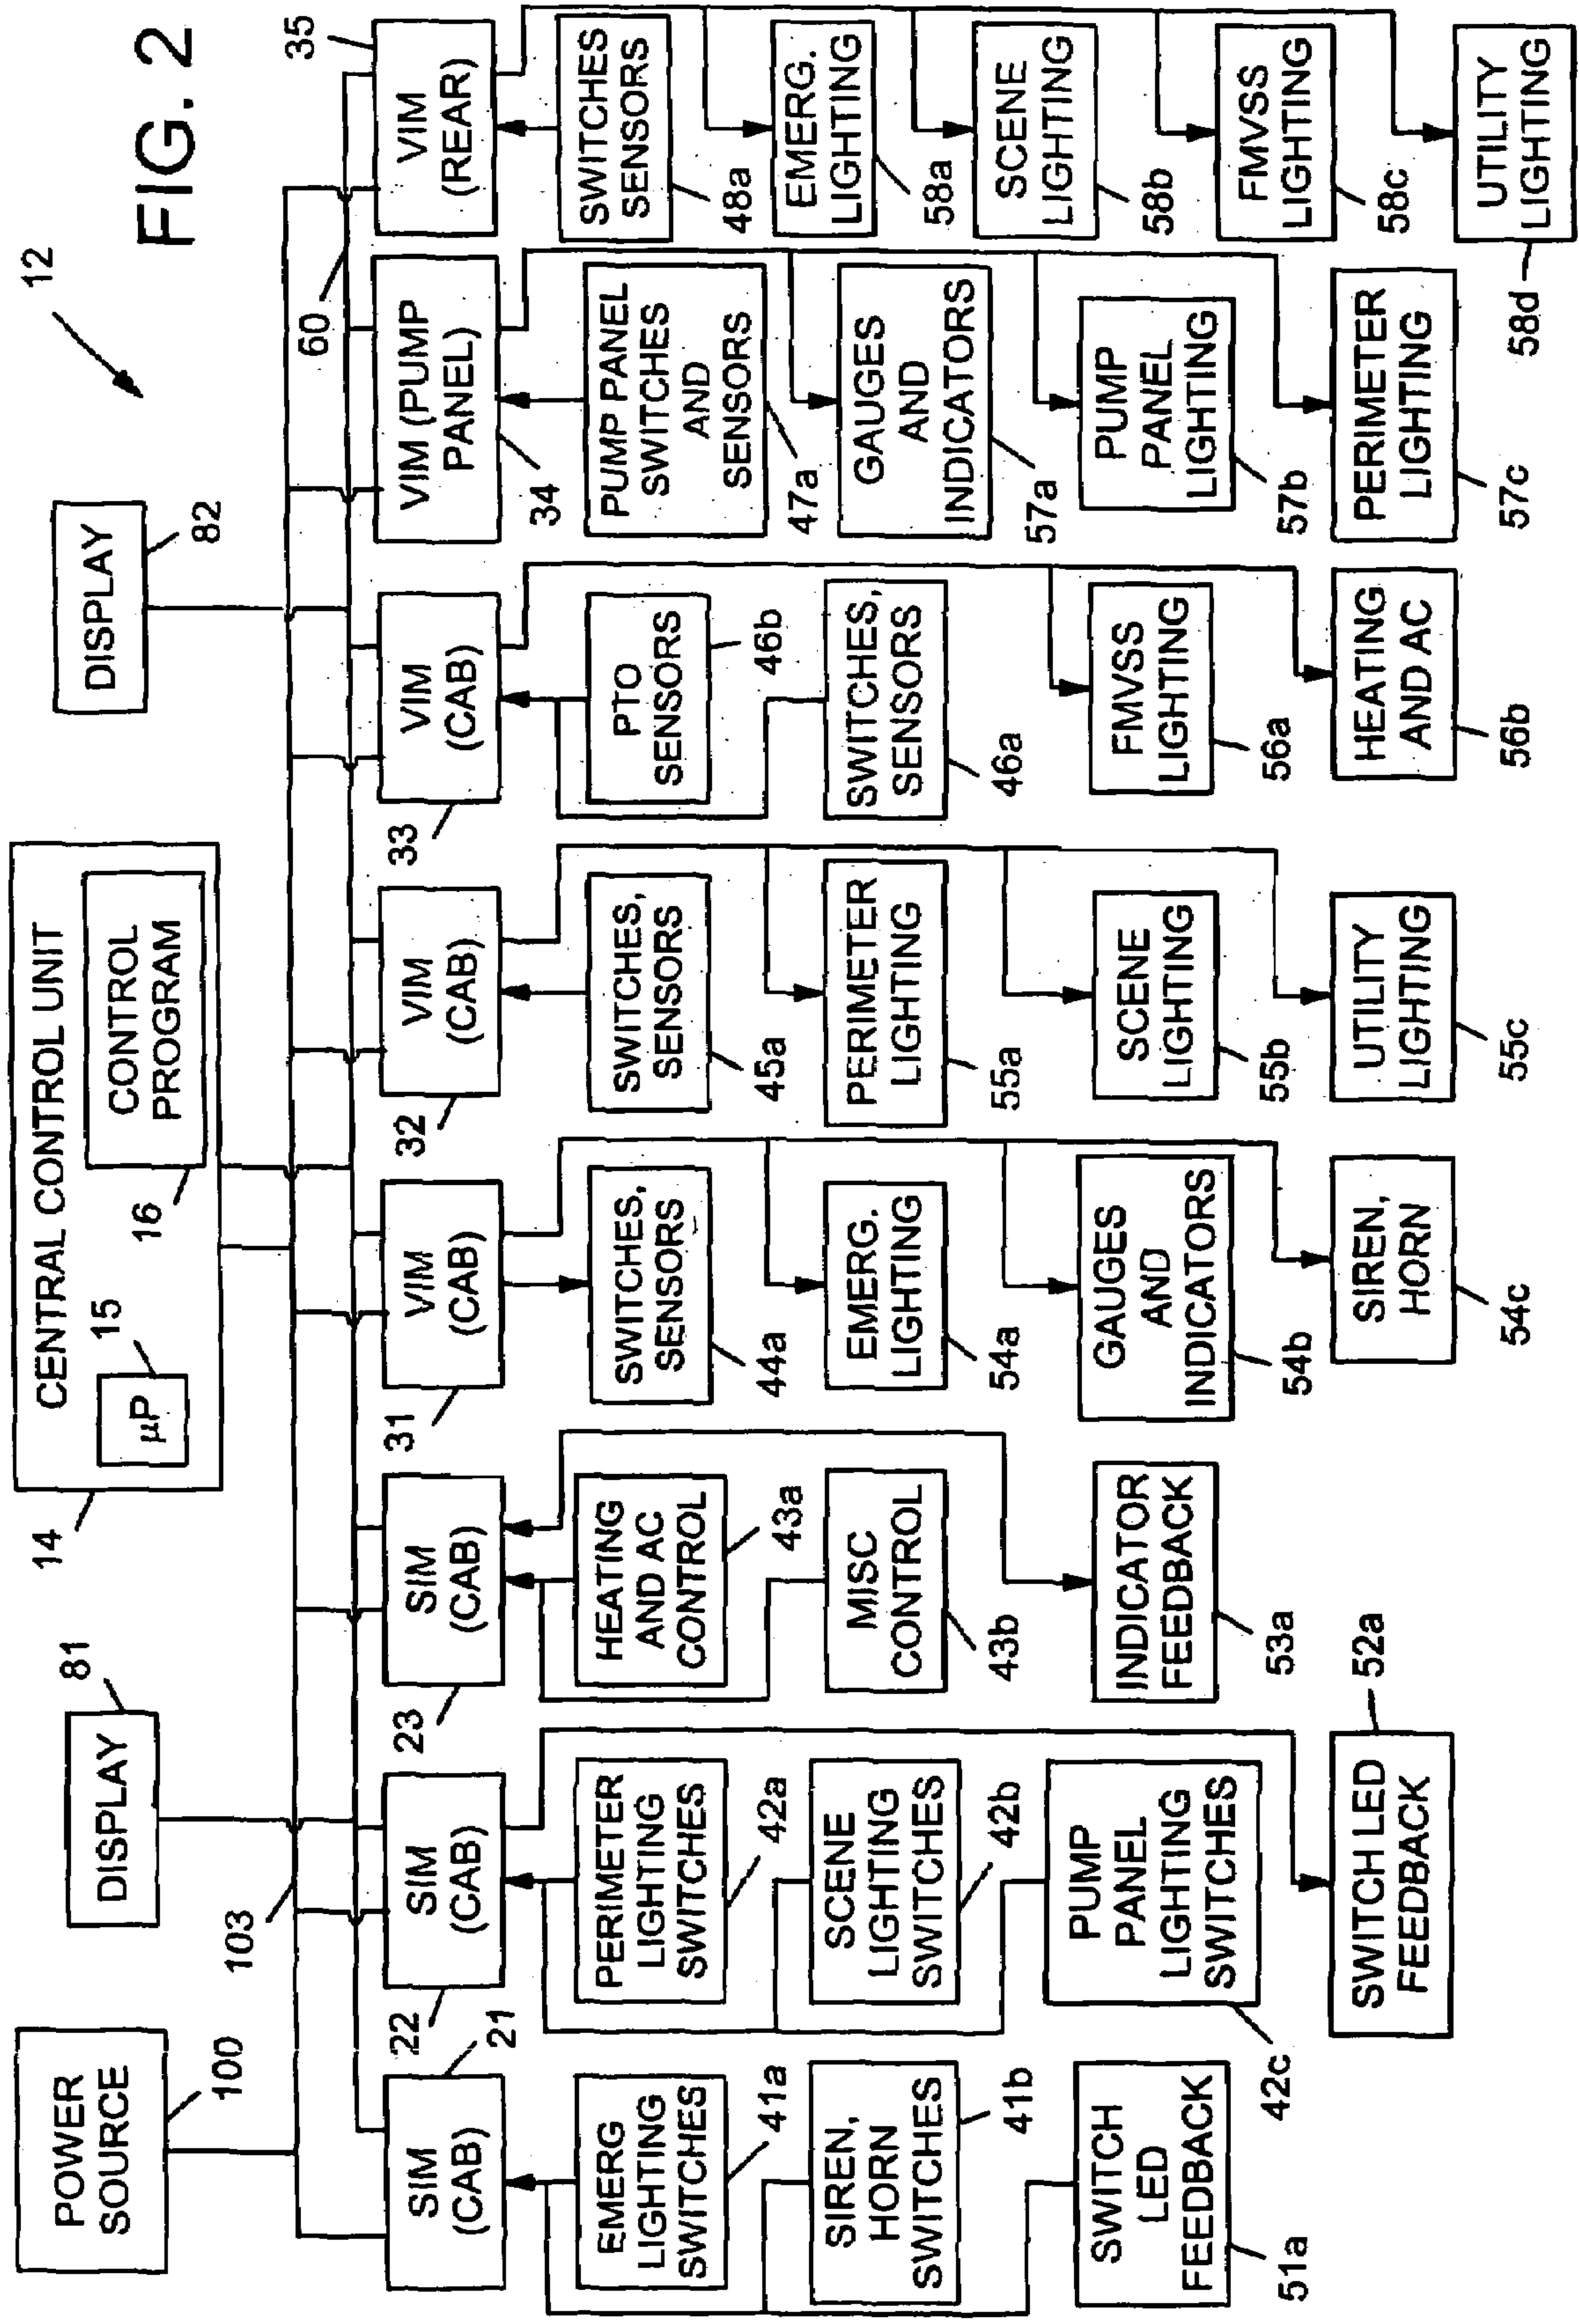 FIG. 2
12
POWER
SOURCE
100
DISPLAY
81
14
CENTRAL CONTROL UNIT
µP
15
CONTROL
PROGRAM
16
DISPLAY
82
103
60
SIM
(CAB)
21
EMERG
LIGHTING
SWITCHES
41a
SIREN,
HORN
SWITCHES
41b
SWITCH
LED
FEEDBACK
51a
SIM
(CAB)
22
PERIMETER
LIGHTING
SWITCHES
42a
SCENE
LIGHTING
SWITCHES
42b
PUMP
PANEL
LIGHTING
SWITCHES
42c
SWITCH LED
FEEDBACK
52a
SIM
(CAB)
23
HEATING
AND AC
CONTROL
43a
MISC
CONTROL
43b
INDICATOR
FEEDBACK
53a
VIM
(CAB)
31
SWITCHES,
SENSORS
44a
EMERG.
LIGHTING
54a
GAUGES
AND
INDICATORS
54b
SIREN,
HORN
54c
VIM
(CAB)
32
SWITCHES,
SENSORS
45a
PERIMETER
LIGHTING
55a
SCENE
LIGHTING
55b
UTILITY
LIGHTING
55c
VIM
(CAB)
33
PTO
SENSORS
46b
SWITCHES,
SENSORS
46a
FMVSS
LIGHTING
56a
HEATING
AND AC
56b
VIM (PUMP
PANEL)
34
PUMP PANEL
SWITCHES
AND
SENSORS
47a
GAUGES
AND
INDICATORS
57a
PUMP
PANEL
LIGHTING
57b
PERIMETER
LIGHTING
57c
VIM
(REAR)
35
SWITCHES
SENSORS
48a
EMERG.
LIGHTING
58a
SCENE
LIGHTING
58b
FMVSS
LIGHTING
58c
UTILITY
LIGHTING
58d